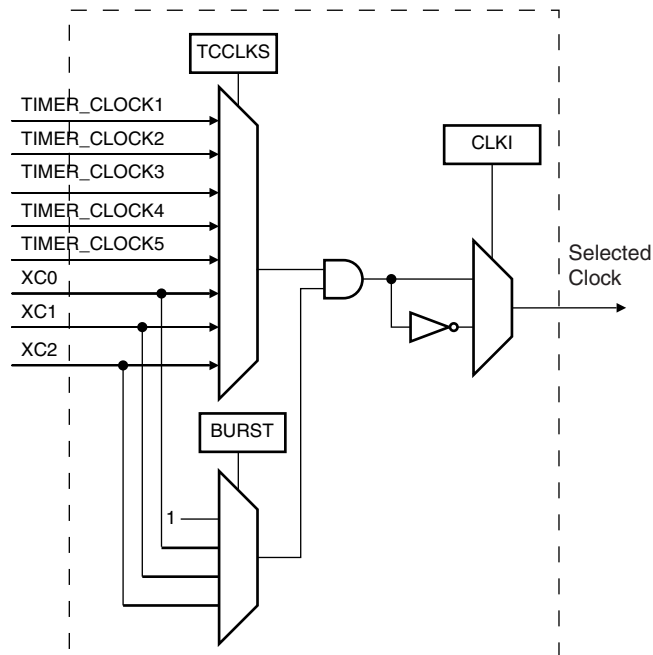 TCCLKS
TIMER_CLOCK1
TIMER_CLOCK2
CLKI
TIMER_CLOCK3
TIMER_CLOCK4
TIMER_CLOCK5
Selected
Clock
XC0
XC1
XC2
BURST
1